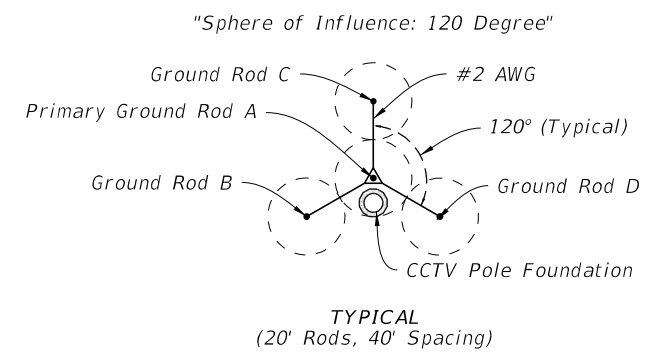 "Sphere of Influence: 120 Degree"
Ground Rod C
#2 AWG
Primary Ground Rod A
120° (Typical)
Ground Rod B
Ground Rod D
CCTV Pole Foundation
TYPICAL
(20' Rods, 40' Spacing)